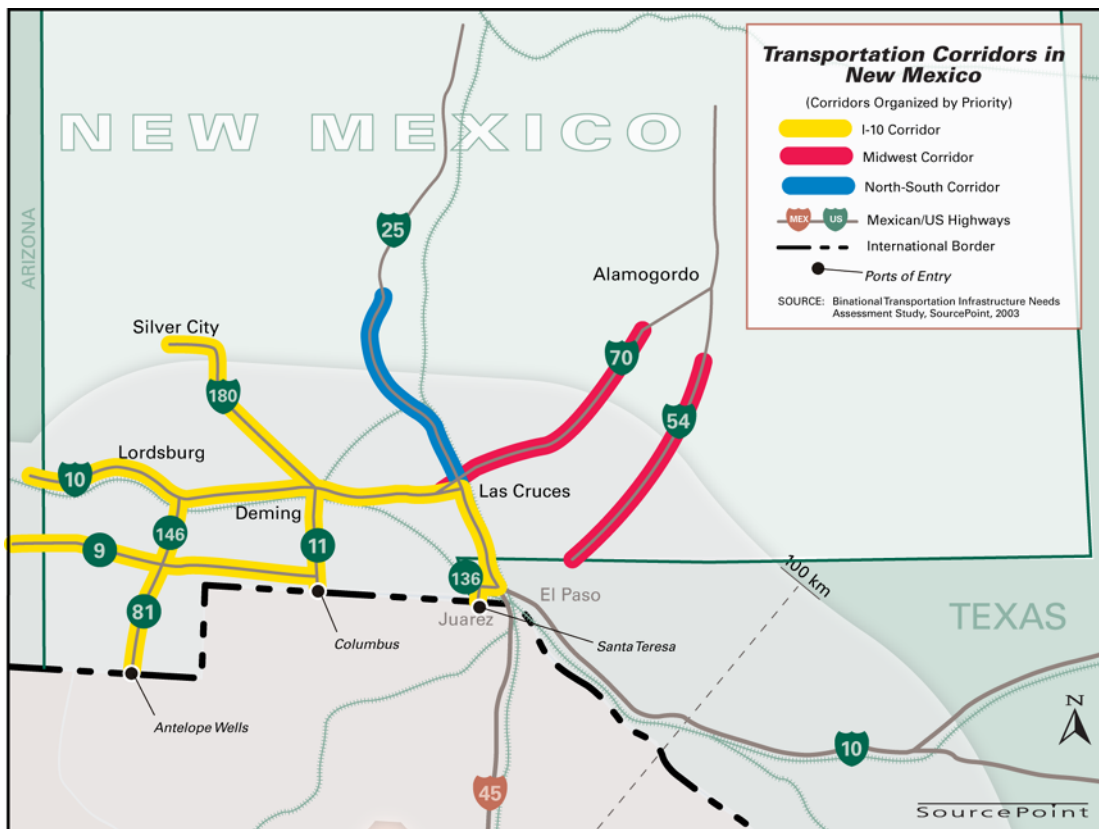 Transportation Corridors in
New Mexico
(Corridors Organized by Priority)
I-10 Corridor
Midwest Corridor
North-South Corridor
MEX US Mexican/US Highways
International Border
Ports of Entry
SOURCE: Binational Transportation Infrastructure Needs
Assessment Study, SourcePoint, 2003
NEW MEXICO
ARIZONA
25
Alamogordo
Silver City
70
180
54
Lordsburg
10
Las Cruces
Deming
146
9
11
136
El Paso
100 km
81
Juarez
TEXAS
Columbus
Santa Teresa
Antelope Wells
N
10
45
SourcePoint